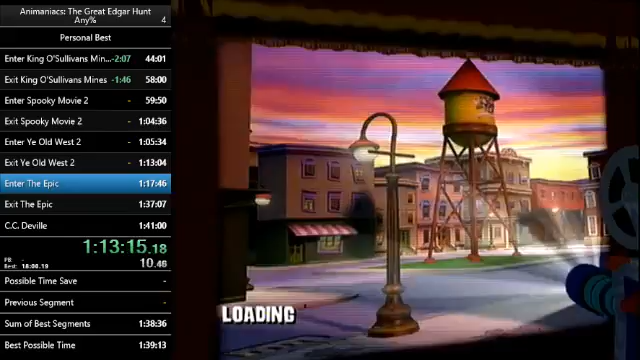 Animaniacs: The Great Edgar Hunt
Any% 4
Personal Best
Enter King O'Sullivans Min... -2:07 44:01
Exit King O'Sullivans Mines -1:46 58:00
Enter Spooky Movie 2 - 59:50
Exit Spooky Movie 2 - 1:04:36
Enter Ye Old West 2 - 1:05:34
Exit Ye Old West 2 - 1:13:04
Enter The Epic 1:17:46
Exit The Epic 1:37:07
C.C. Deville 1:41:00
1:13:15.18
PB: -
Best: 18:00.19 10.46
Possible Time Save -
Previous Segment -
Sum of Best Segments 1:38:36
Best Possible Time 1:39:13
LOADING